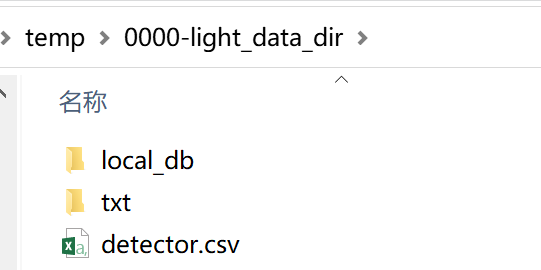 temp 0000-light_data_dir
名称
local_db
txt
detector.csv